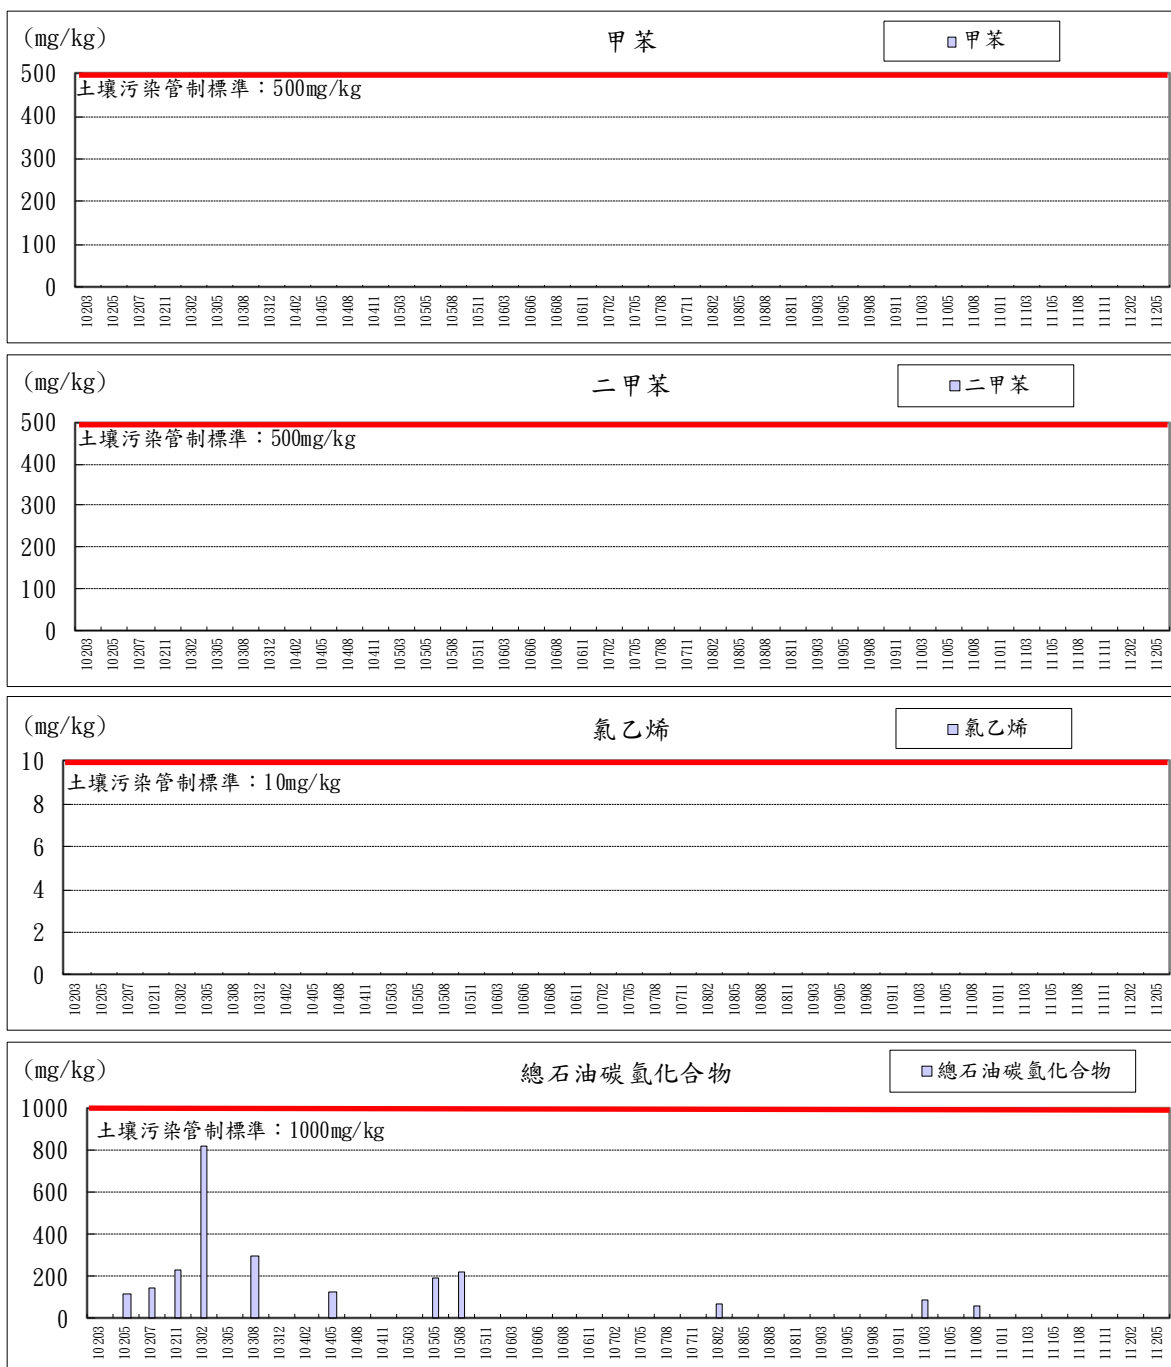 (mg/kg)
甲苯
甲苯
500
土壤污染管制標準：500mg/kg
400
300
200
100
0
10203 10205 10207 10211 10302 10305 10308 10312 10402 10405 10408 10411 10503 10505 10508 10511 10603 10606 10608 10611 10702 10705 10708 10711 10802 10805 10808 10811 10903 10905 10908 10911 11003 11005 11008 11011 11103 11105 11108 11111 11202 11205
(mg/kg)
二甲苯
二甲苯
500
土壤污染管制標準：500mg/kg
400
300
200
100
0
10203 10205 10207 10211 10302 10305 10308 10312 10402 10405 10408 10411 10503 10505 10508 10511 10603 10606 10608 10611 10702 10705 10708 10711 10802 10805 10808 10811 10903 10905 10908 10911 11003 11005 11008 11011 11103 11105 11108 11111 11202 11205
(mg/kg)
氯乙烯
氯乙烯
10
土壤污染管制標準：10mg/kg
8
6
4
2
0
10203 10205 10207 10211 10302 10305 10308 10312 10402 10405 10408 10411 10503 10505 10508 10511 10603 10606 10608 10611 10702 10705 10708 10711 10802 10805 10808 10811 10903 10905 10908 10911 11003 11005 11008 11011 11103 11105 11108 11111 11202 11205
(mg/kg)
總石油碳氫化合物
總石油碳氫化合物
1000
土壤污染管制標準：1000mg/kg
800
600
400
200
0
10203 10205 10207 10211 10302 10305 10308 10312 10402 10405 10408 10411 10503 10505 10508 10511 10603 10606 10608 10611 10702 10705 10708 10711 10802 10805 10808 10811 10903 10905 10908 10911 11003 11005 11008 11011 11103 11105 11108 11111 11202 11205